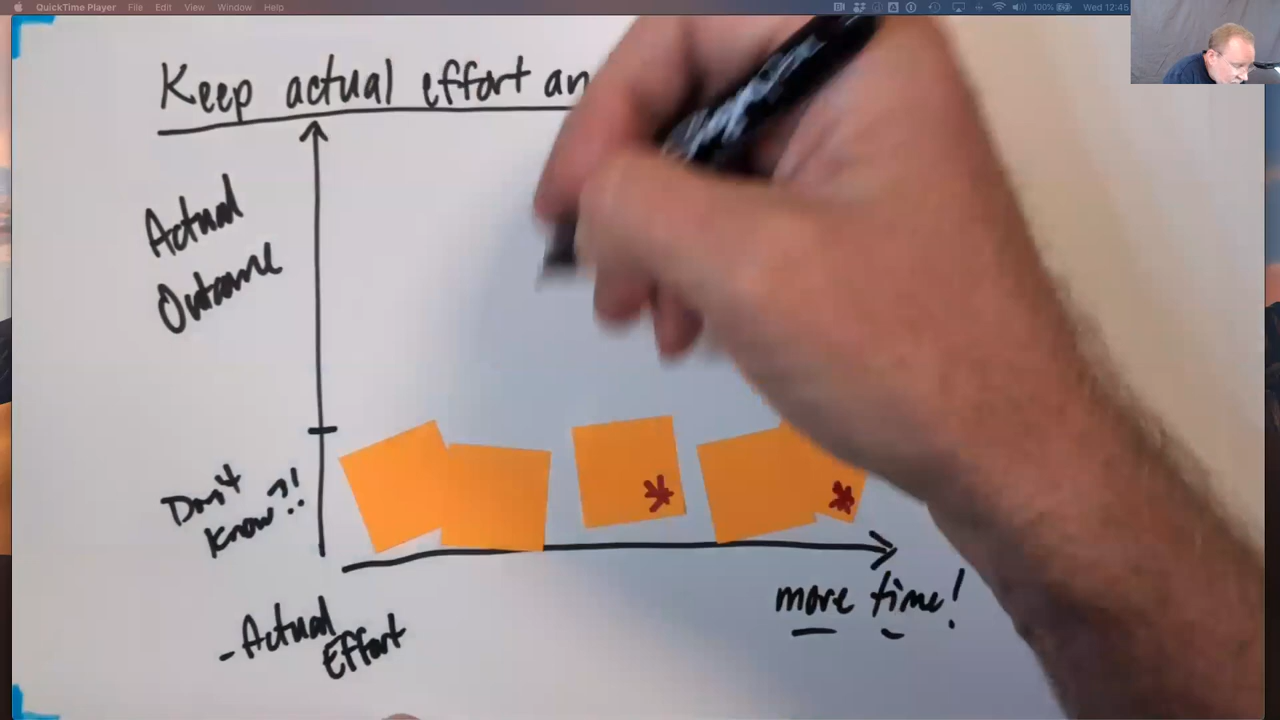 QuickTime Player File Edit View Window Help
100% Wed 12:45
Keep actual effort an
Actual
Outcome
Don't
know?!
*
*
more time!
- Actual
Effort